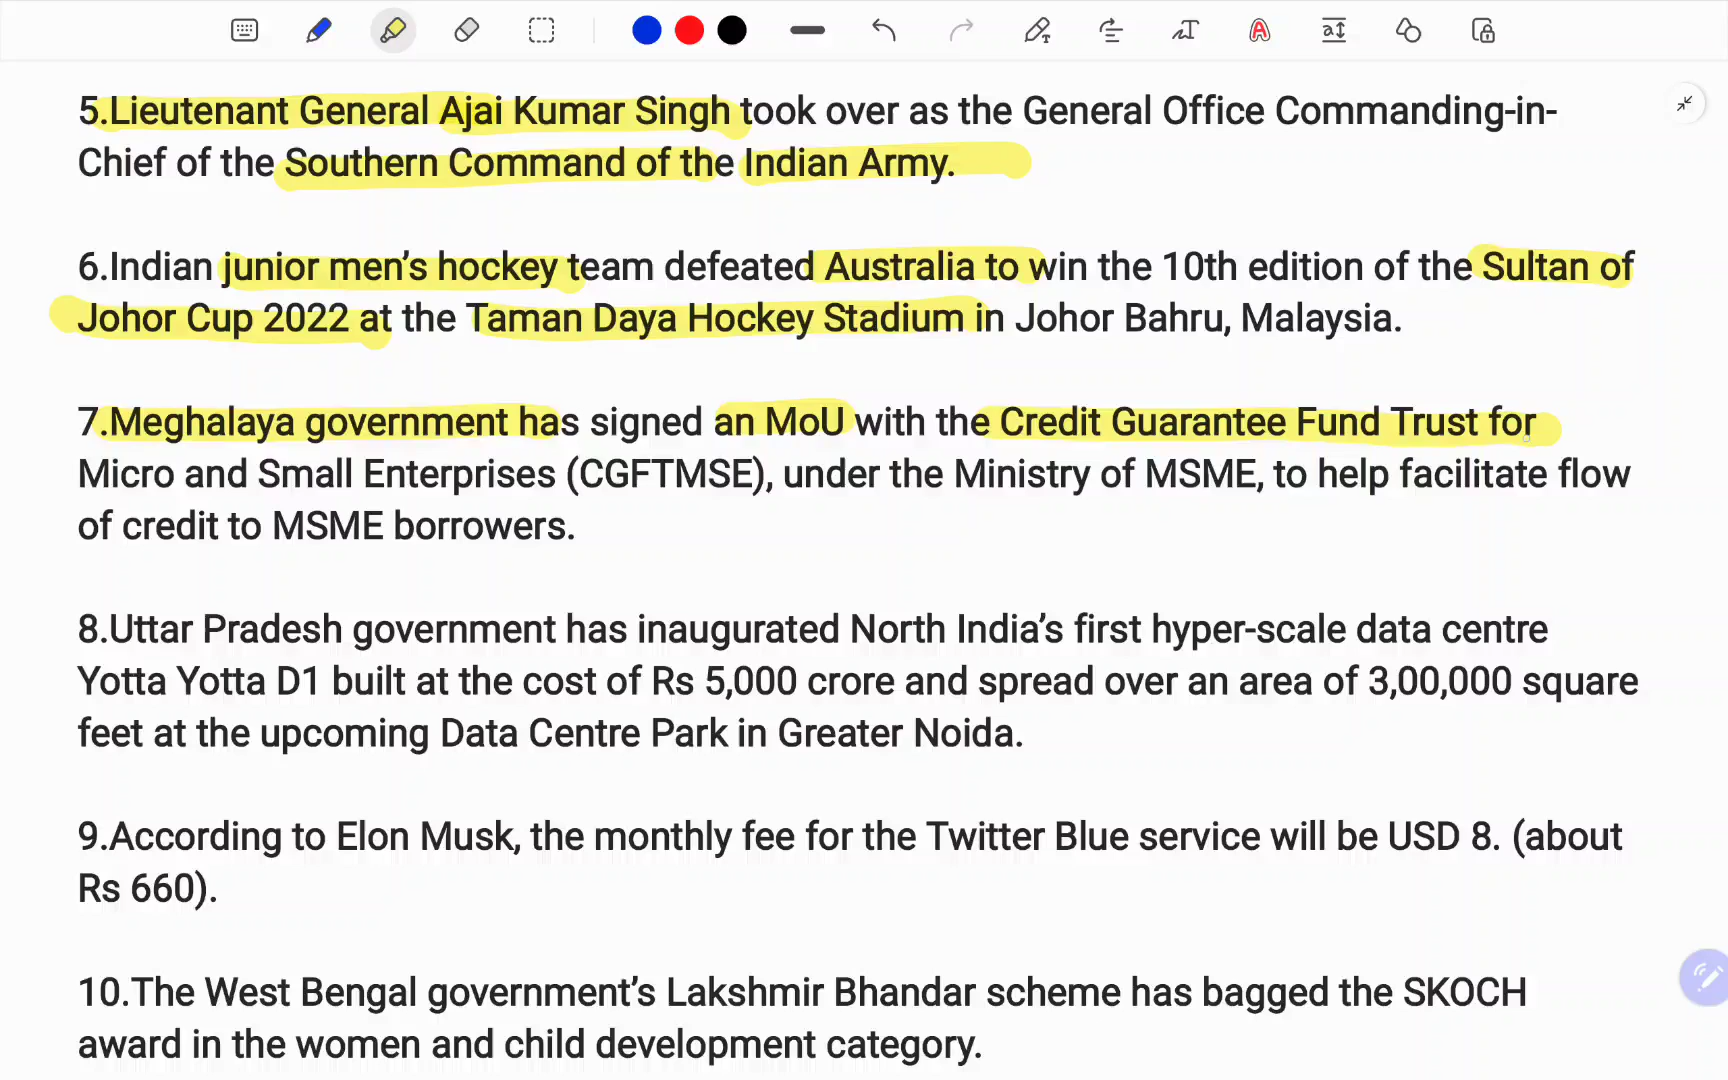 5.Lieutenant General Ajai Kumar Singh took over as the General Office Commanding-in-
Chief of the Southern Command of the Indian Army.
6.Indian junior men's hockey team defeated Australia to win the 10th edition of the Sultan of
Johor Cup 2022 at the Taman Daya Hockey Stadium in Johor Bahru, Malaysia.
7.Meghalaya government has signed an MoU with the Credit Guarantee Fund Trust for
Micro and Small Enterprises (CGFTMSE), under the Ministry of MSME, to help facilitate flow
of credit to MSME borrowers.
8.Uttar Pradesh government has inaugurated North India's first hyper-scale data centre
Yotta Yotta D1 built at the cost of Rs 5,000 crore and spread over an area of 3,00,000 square
feet at the upcoming Data Centre Park in Greater Noida.
9.According to Elon Musk, the monthly fee for the Twitter Blue service will be USD 8. (about
Rs 660).
10.The West Bengal government's Lakshmir Bhandar scheme has bagged the SKOCH
award in the women and child development category.